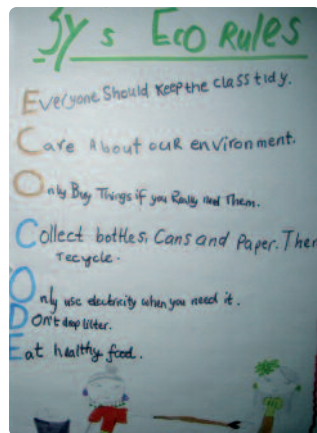 5y s Eco Rules
Everyone Should Keep the class tidy.
Care About our environment.
Only Buy Things if you Really need Them.
Collect bottles, Cans and Paper. Then
recycle.
Only use electricity when you need it.
Don't drop litter.
Eat healthy food.